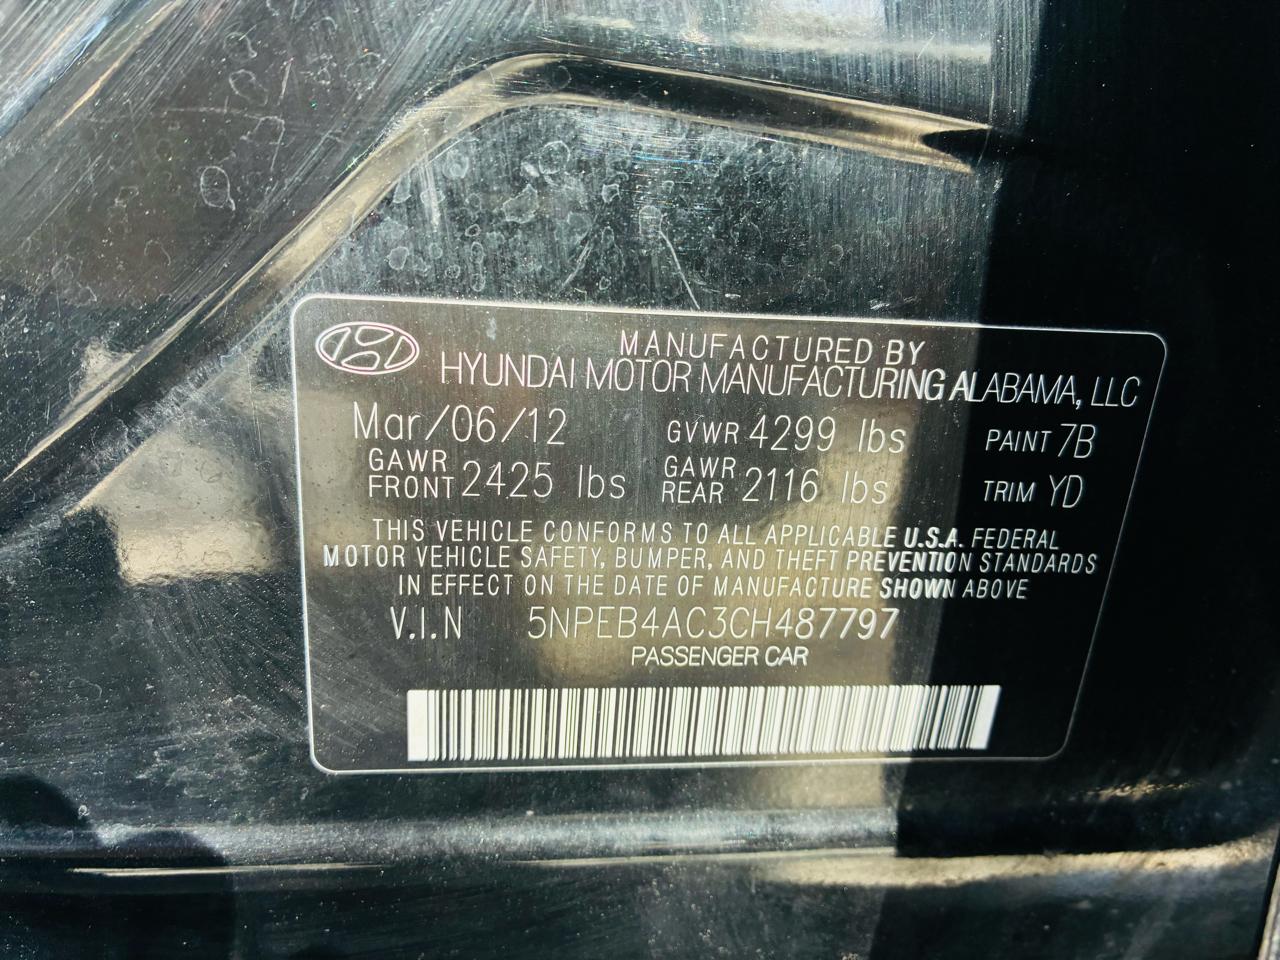 MANUFACTURED BY
HYUNDAI MOTOR MANUFACTURING ALABAMA, LLC
Mar/06/12 GVWR 4299 lbs PAINT 7B
GAWR FRONT 2425 lbs GAWR REAR 2116 lbs TRIM YD
THIS VEHICLE CONFORMS TO ALL APPLICABLE U.S.A. FEDERAL
MOTOR VEHICLE SAFETY, BUMPER, AND THEFT PREVENTION STANDARDS
IN EFFECT ON THE DATE OF MANUFACTURE SHOWN ABOVE
V.I.N 5NPEB4AC3CH487797
PASSENGER CAR